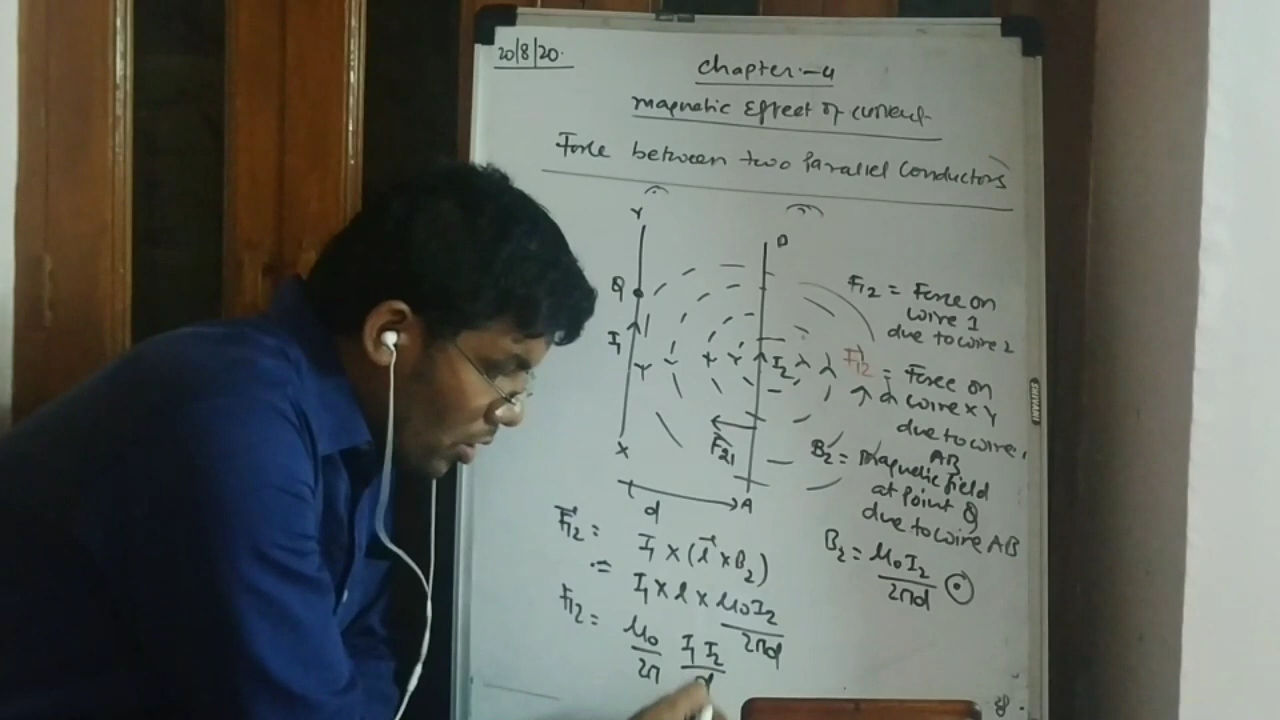 20/8/20.
Chapter:-4
Magnetic Effect of current
Force between two Parallel Conductors
Y
D
Q
I₁
I₂
X
A
d
F₂₁
F₁₂ = Force on
wire 1
due to wire 2
F₁₂ = Force on
wire XY
due to wire
AB
B₂ = Magnetic field
at point Q
due to wire AB
B₂ = μ₀I₂/2πd ⊙
F₁₂ = I₁ × (l × B₂)
= I₁ × l × μ₀I₂/2πd
F₁₂ = μ₀/2π I₁I₂/d